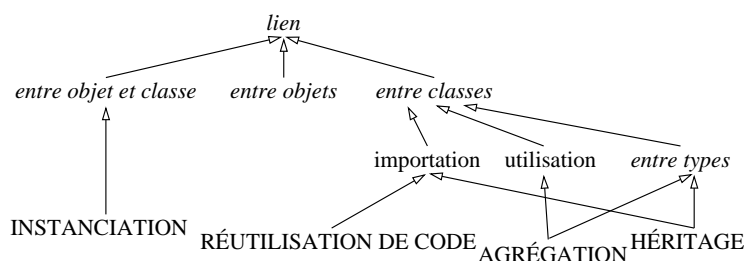 lien
entre objet et classe
entre objets
entre classes
importation
utilisation
entre types
INSTANCIATION
RÉUTILISATION DE CODE
AGRÉGATION
HÉRITAGE